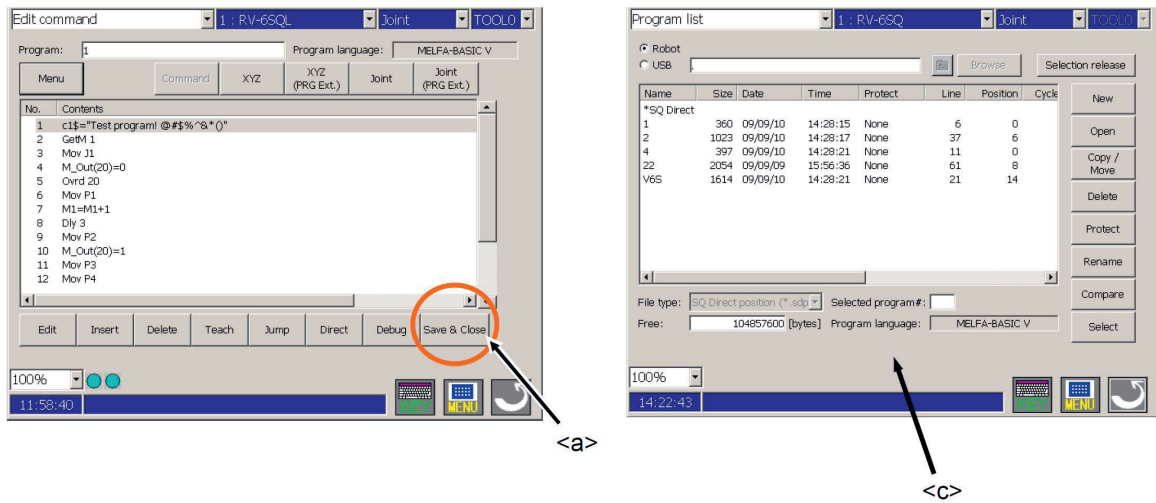 Edit command 1 : RV-6SQL Joint TOOL0
Program: 1 Program language: MELFA-BASIC V
Menu Command XYZ XYZ (PRG Ext.) Joint Joint (PRG Ext.)
No. Contents
1 c1$="Test program! @#$%^&*()"
2 GetM 1
3 Mov J1
4 M_Out(20)=0
5 Ovrd 20
6 Mov P1
7 M1=M1+1
8 Dly 3
9 Mov P2
10 M_Out(20)=1
11 Mov P3
12 Mov P4
Edit Insert Delete Teach Jump Direct Debug Save & Close
100%
11:58:40 KEY MENU
<a>
Program list 1 : RV-6SQ Joint TOOL0
Robot
USB Browse Selection release
Name Size Date Time Protect Line Position Cycle
*SQ Direct
1 360 09/09/10 14:28:15 None 6 0
2 1023 09/09/10 14:28:17 None 37 6
4 397 09/09/10 14:28:21 None 11 0
22 2054 09/09/09 15:56:36 None 61 8
V6S 1614 09/09/10 14:28:21 None 21 14
New
Open
Copy /
Move
Delete
Protect
Rename
Compare
Select
File type: SQ Direct position (*.sdp Selected program#:
Free: 104857600 [bytes] Program language: MELFA-BASIC V
100%
14:22:43 KEY MENU
<c>